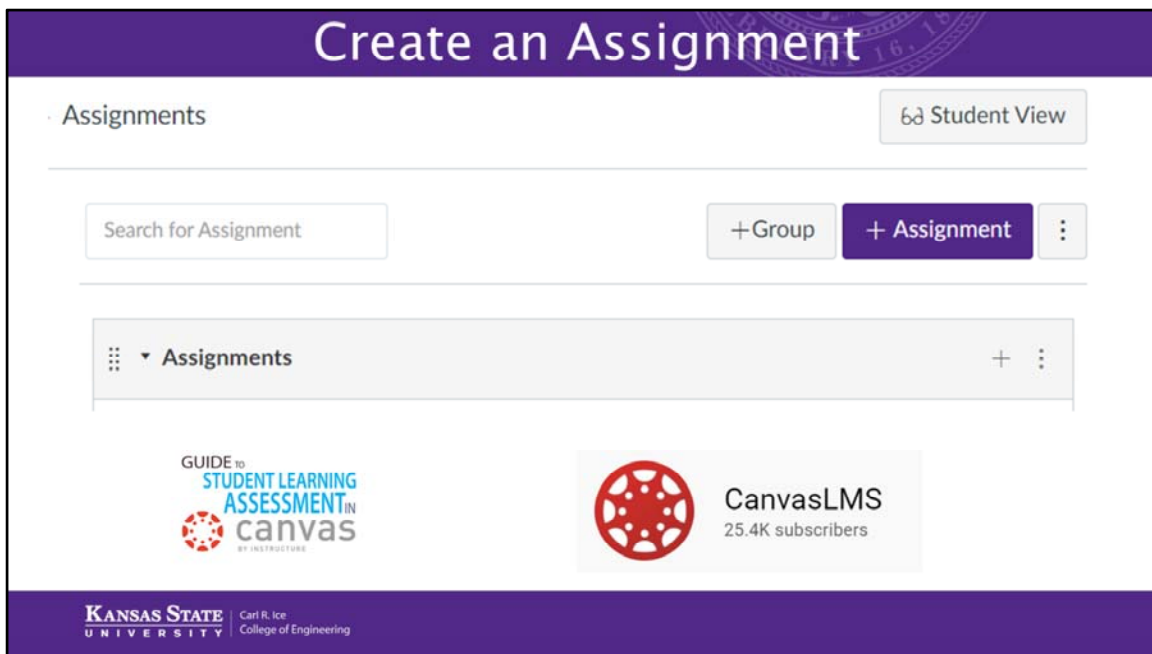 Create an Assignment
Assignments
Student View
Search for Assignment
+Group
+ Assignment
Assignments
GUIDE TO
STUDENT LEARNING
ASSESSMENT IN
canvas
BY INSTRUCTURE
CanvasLMS
25.4K subscribers
KANSAS STATE
UNIVERSITY
Carl R. Ice
College of Engineering